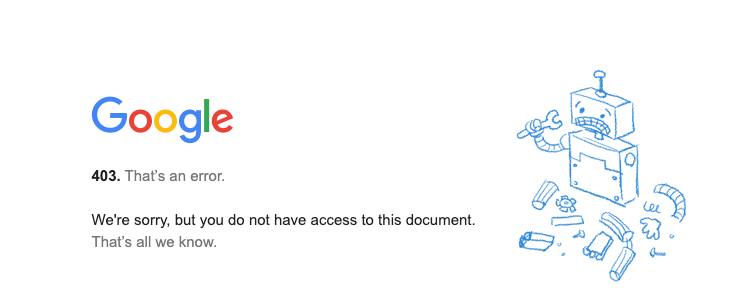 Google
403. That's an error.
We're sorry, but you do not have access to this document.
That's all we know.